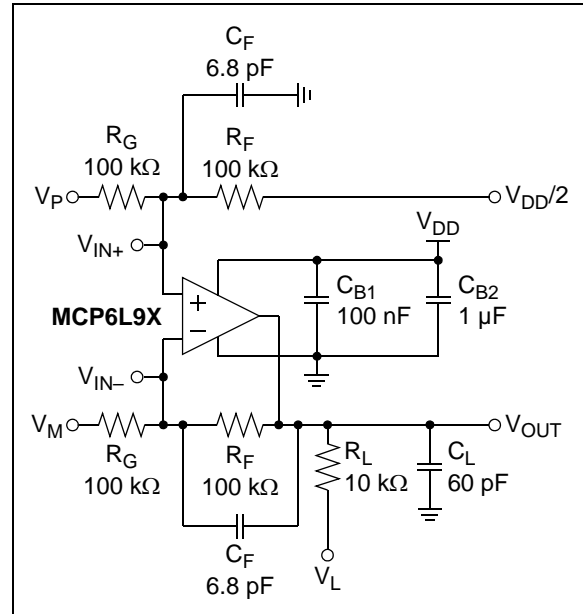 C_F
6.8 pF
R_G
100 kΩ
R_F
100 kΩ
V_P
V_DD/2
V_IN+
V_DD
MCP6L9X
+
−
C_B1
100 nF
C_B2
1 µF
V_IN–
V_M
V_OUT
R_G
100 kΩ
R_F
100 kΩ
R_L
10 kΩ
C_L
60 pF
C_F
6.8 pF
V_L